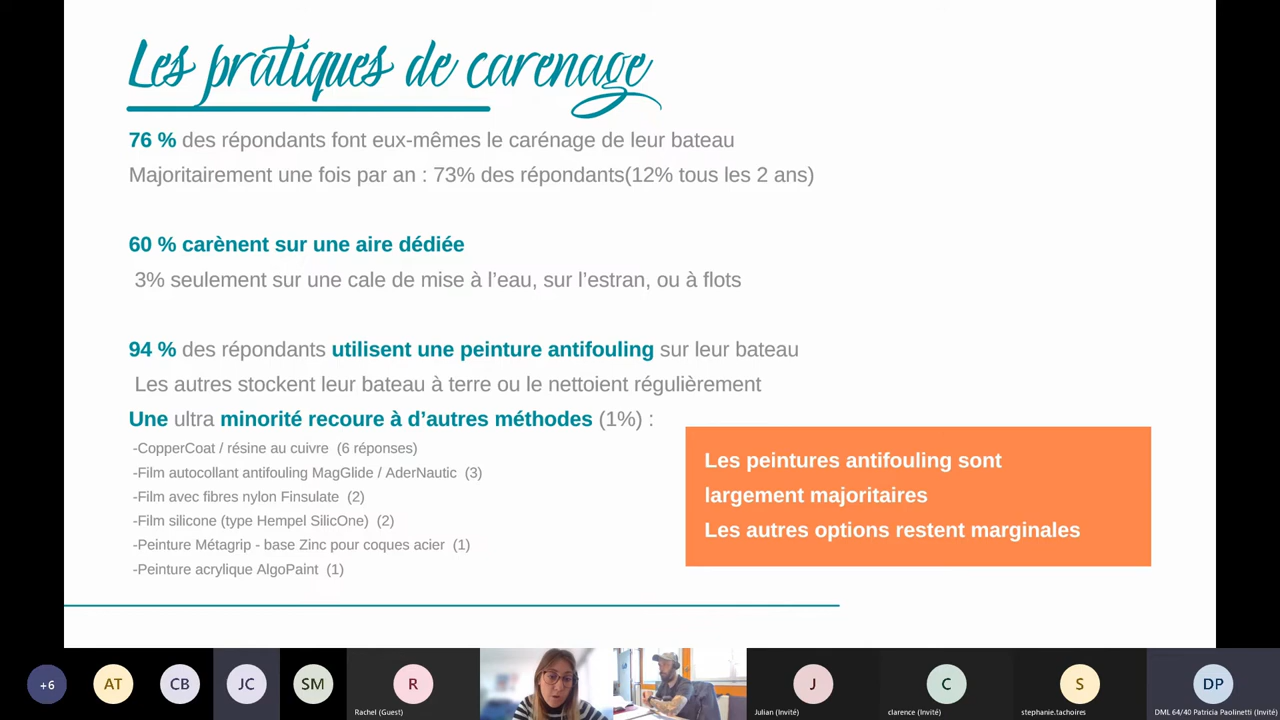 Les pratiques de carenage
76 % des répondants font eux-mêmes le carénage de leur bateau
Majoritairement une fois par an : 73% des répondants(12% tous les 2 ans)
60 % carènent sur une aire dédiée
3% seulement sur une cale de mise à l’eau, sur l’estran, ou à flots
94 % des répondants utilisent une peinture antifouling sur leur bateau
Les autres stockent leur bateau à terre ou le nettoient régulièrement
Une ultra minorité recoure à d’autres méthodes (1%) :
-CopperCoat / résine au cuivre (6 réponses)
-Film autocollant antifouling MagGlide / AderNautic (3)
-Film avec fibres nylon Finsulate (2)
-Film silicone (type Hempel SilicOne) (2)
-Peinture Métagrip - base Zinc pour coques acier (1)
-Peinture acrylique AlgoPaint (1)
Les peintures antifouling sont
largement majoritaires
Les autres options restent marginales
+6
AT
CB
JC
SM
R
Rachel (Guest)
J
Julian (Invité)
C
clarence (Invité)
S
stephanie.tachoires
DP
DML 64/40 Patricia Paolinetti (Invité)